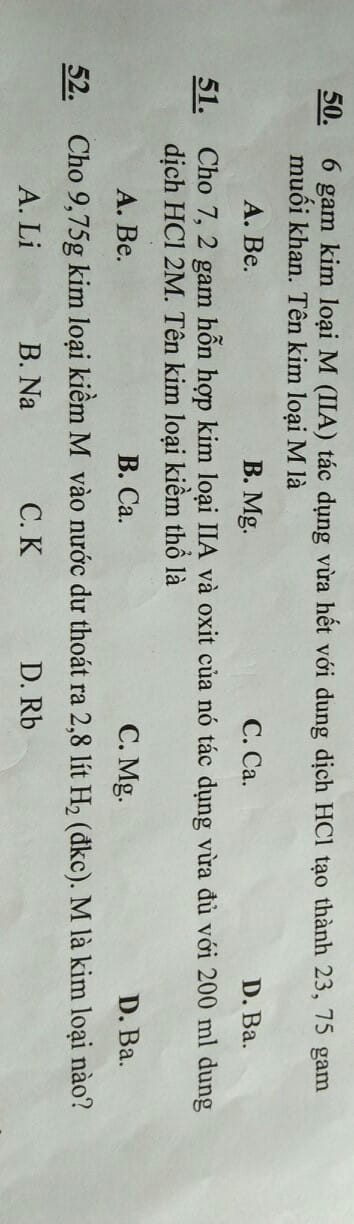 50. 6 gam kim loại M (IIA) tác dụng vừa hết với dung dịch HCl tạo thành 23, 75 gam
muối khan. Tên kim loại M là
A. Be. B. Mg. C. Ca. D. Ba.
51. Cho 7, 2 gam hỗn hợp kim loại IIA và oxit của nó tác dụng vừa đủ với 200 ml dung
dịch HCl 2M. Tên kim loại kiềm thổ là
A. Be. B. Ca. C. Mg. D. Ba.
52. Cho 9,75g kim loại kiềm M vào nước dư thoát ra 2,8 lít H₂ (đkc). M là kim loại nào?
A. Li B. Na C. K D. Rb